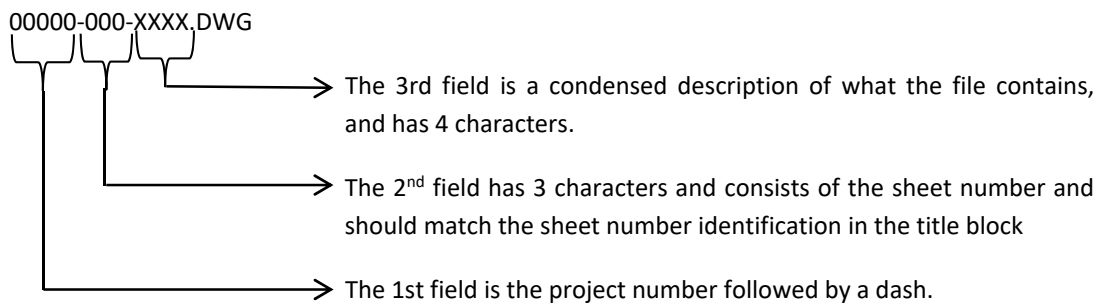 00000-000-XXXX.DWG
The 3rd field is a condensed description of what the file contains,
and has 4 characters.
The 2nd field has 3 characters and consists of the sheet number and
should match the sheet number identification in the title block
The 1st field is the project number followed by a dash.